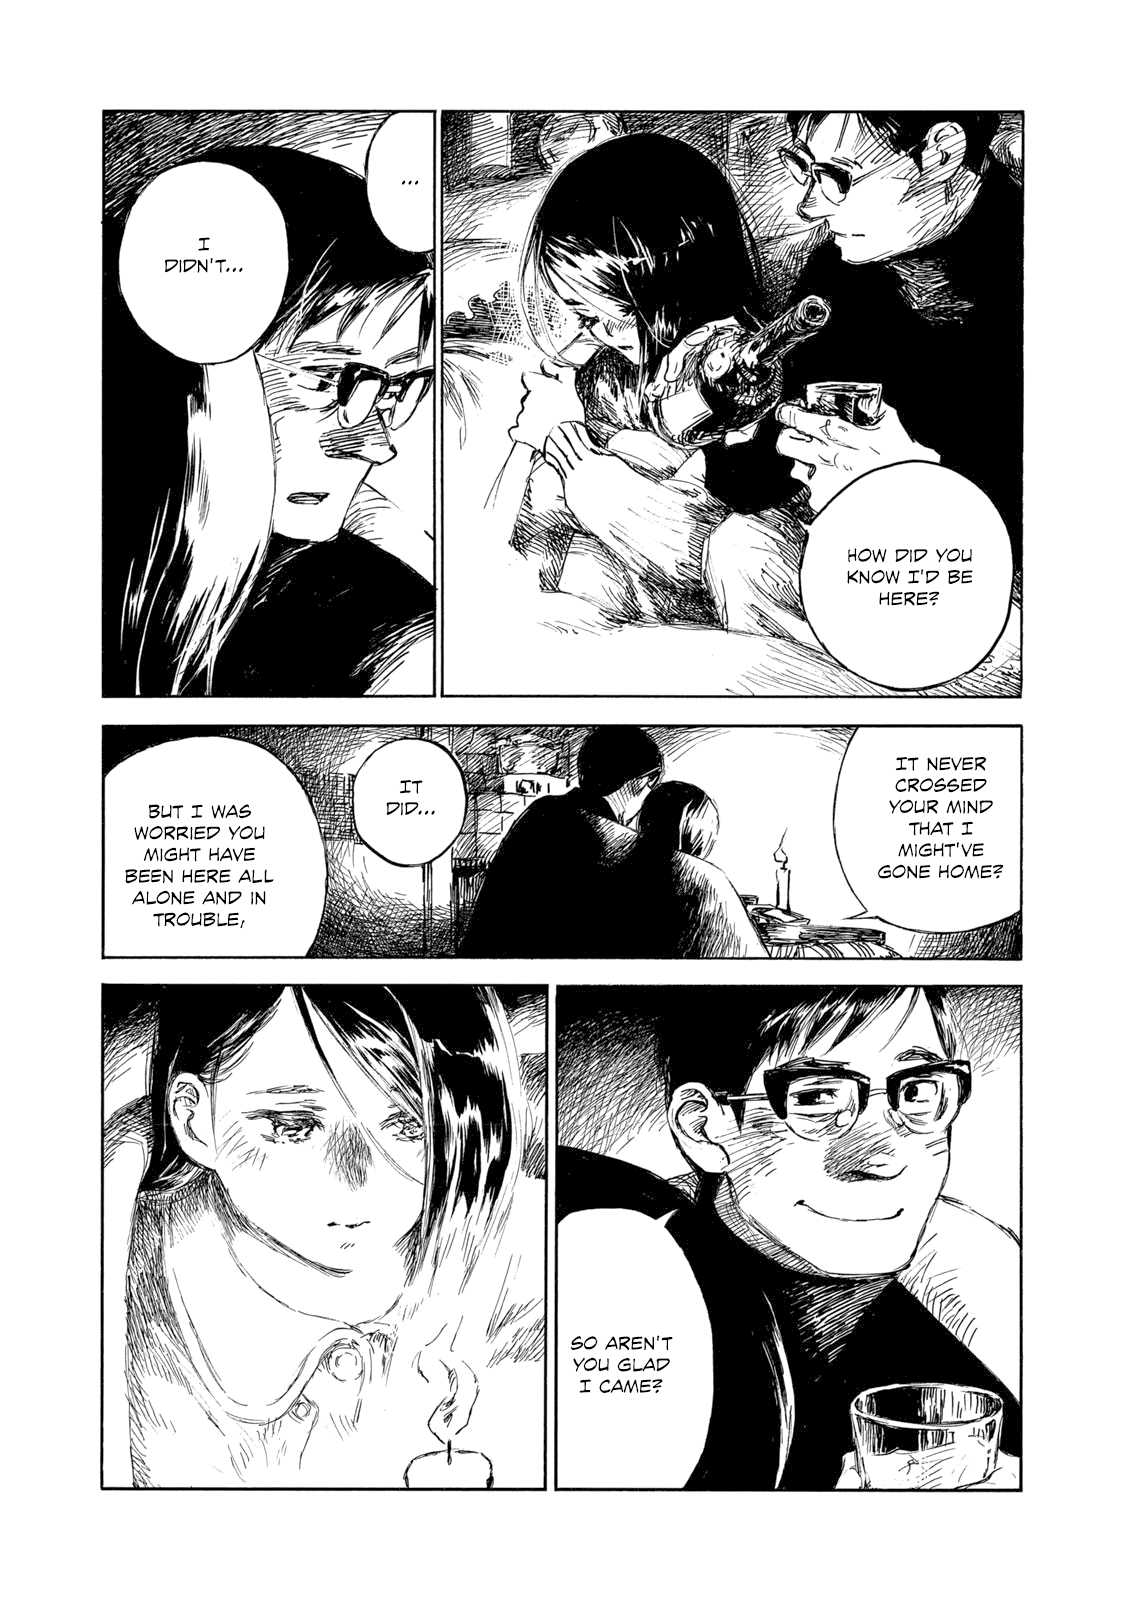 HOW DID YOU
KNOW I'D BE
HERE?
...
I
DIDN'T...
IT NEVER
CROSSED
YOUR MIND
THAT I
MIGHT'VE
GONE HOME?
IT
DID...
BUT I WAS
WORRIED YOU
MIGHT HAVE
BEEN HERE ALL
ALONE AND IN
TROUBLE,
SO AREN'T
YOU GLAD
I CAME?